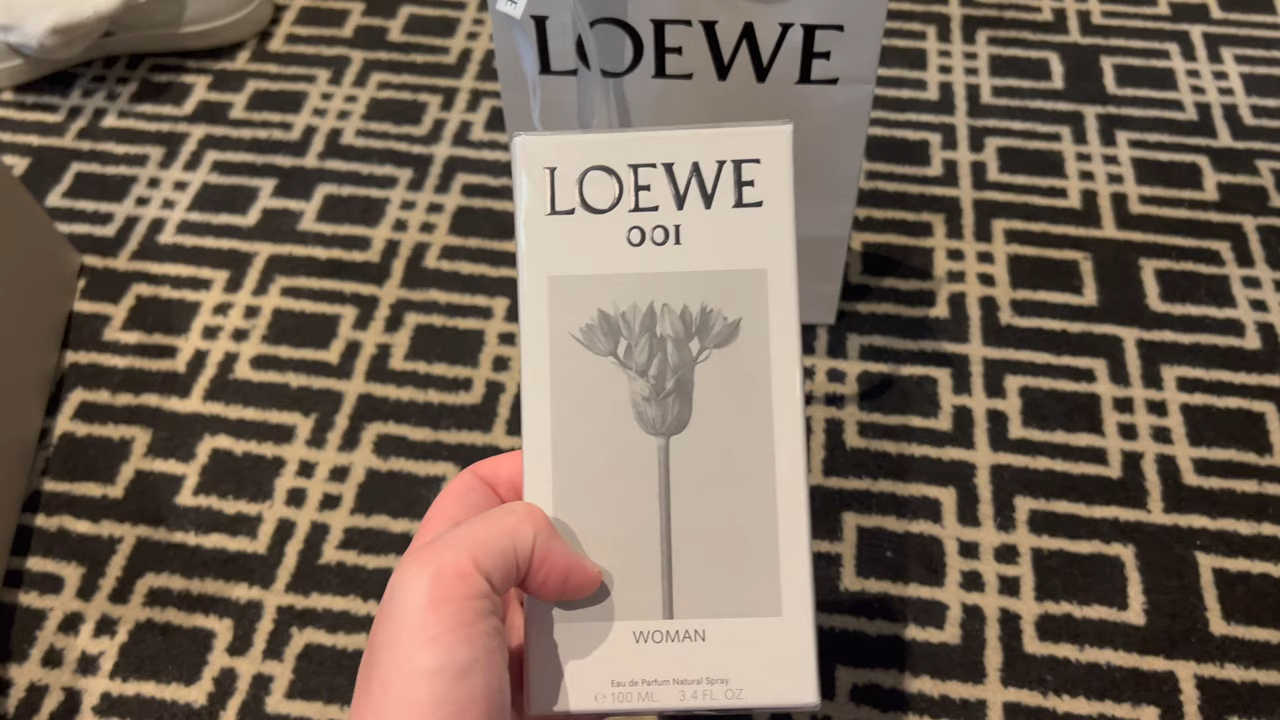 LOEWE
LOEWE
001
WOMAN
Eau de Parfum Natural Spray
℮ 100 ML 3.4 FL. OZ